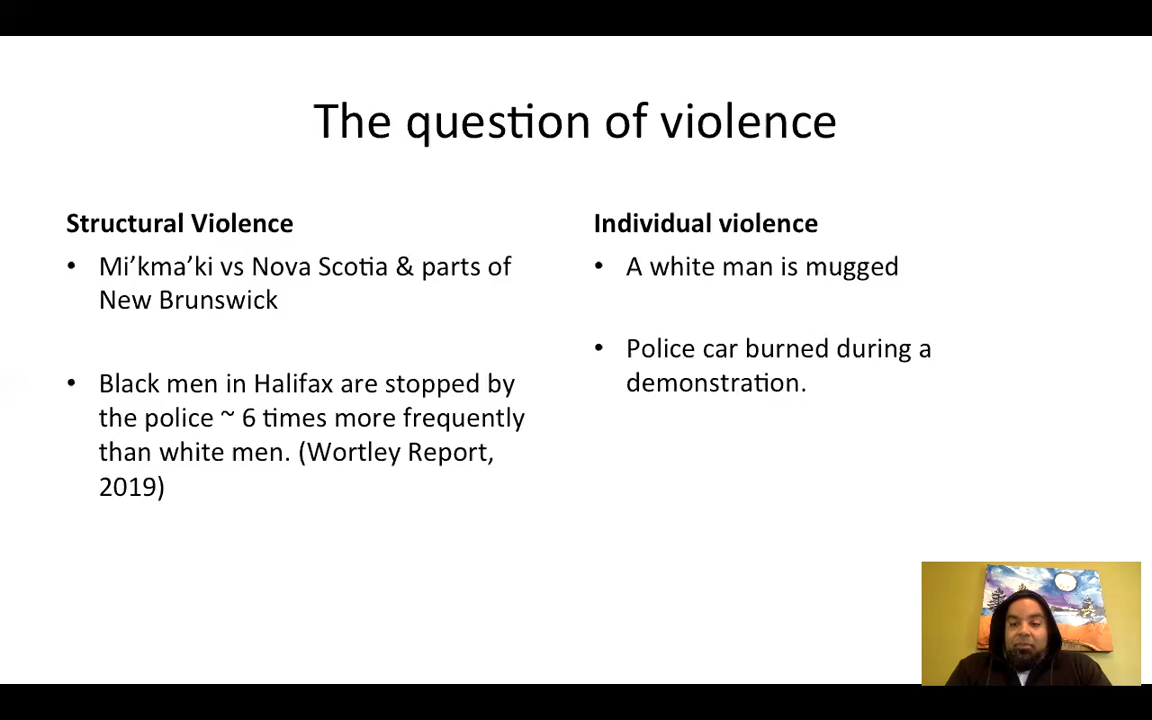 The question of violence
Structural Violence
• Mi’kma’ki vs Nova Scotia & parts of
New Brunswick
• Black men in Halifax are stopped by
the police ~ 6 times more frequently
than white men. (Wortley Report,
2019)
Individual violence
• A white man is mugged
• Police car burned during a
demonstration.